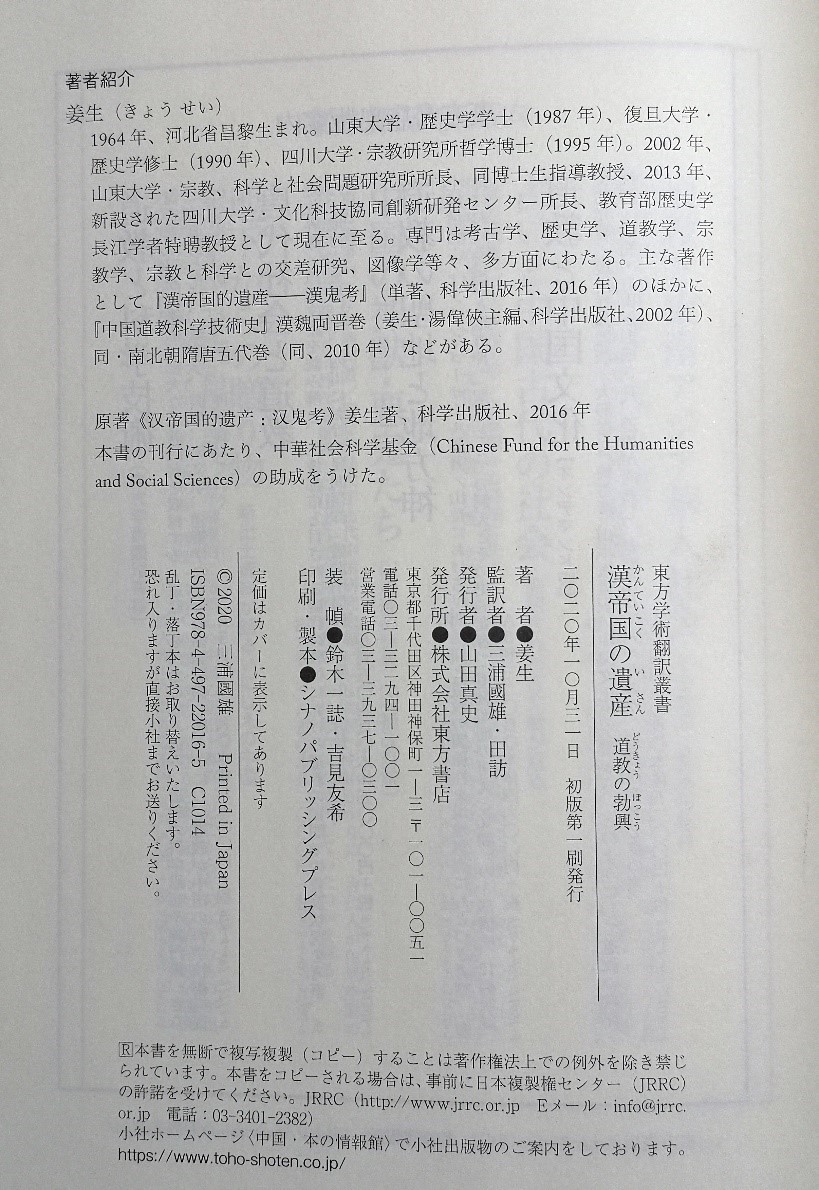 著者紹介
姜生（きょう せい）
1964年、河北省昌黎生まれ。山東大学・歴史学学士（1987年）、復旦大学・
歴史学修士（1990年）、四川大学・宗教研究所哲学博士（1995年）。2002年、
山東大学・宗教、科学と社会問題研究所所長、同博士生指導教授、2013年、
新設された四川大学・文化科技協同創新研発センター所長、教育部歴史学
長江学者特聘教授として現在に至る。専門は考古学、歴史学、道教学、宗
教学、宗教と科学との交差研究、図像学等々、多方面にわたる。主な著作
として『漢帝国的遺産――漢鬼考』（単著、科学出版社、2016年）のほかに、
『中国道教科学技術史』漢魏両晋巻（姜生・湯偉俠主編、科学出版社、2002年）、
同・南北朝隋唐五代巻（同、2010年）などがある。
原著《汉帝国的遗产：汉鬼考》姜生著、科学出版社、2016年
本書の刊行にあたり、中華社会科学基金（Chinese Fund for the Humanities
and Social Sciences）の助成をうけた。
東方学術翻訳叢書
漢帝国の遺産　道教の勃興
かんていこく　いさん　どうきょう　ぼっこう
二〇二〇年一〇月三一日　初版第一刷発行
著　者●姜生
監訳者●三浦國雄・田訪
発行者●山田真史
発行所●株式会社東方書店
東京都千代田区神田神保町一―三 〒一〇一―〇〇五一
電話〇三―三二九四―一〇〇一
営業電話〇三―三九三七―〇三〇〇
装　幀●鈴木一誌・吉見友希
印刷・製本●シナノパブリッシングプレス
定価はカバーに表示してあります
©2020　三浦國雄　Printed in Japan
ISBN978-4-497-22016-5　C1014
乱丁・落丁本はお取り替えいたします。
恐れ入りますが直接小社までお送りください。
🅁本書を無断で複写複製（コピー）することは著作権法上での例外を除き禁じ
られています。本書をコピーされる場合は、事前に日本複製権センター（JRRC）
の許諾を受けてください。JRRC（http://www.jrrc.or.jp　Eメール：info@jrrc.
or.jp　電話：03-3401-2382）
小社ホームページ〈中国・本の情報館〉で小社出版物のご案内をしております。
https://www.toho-shoten.co.jp/